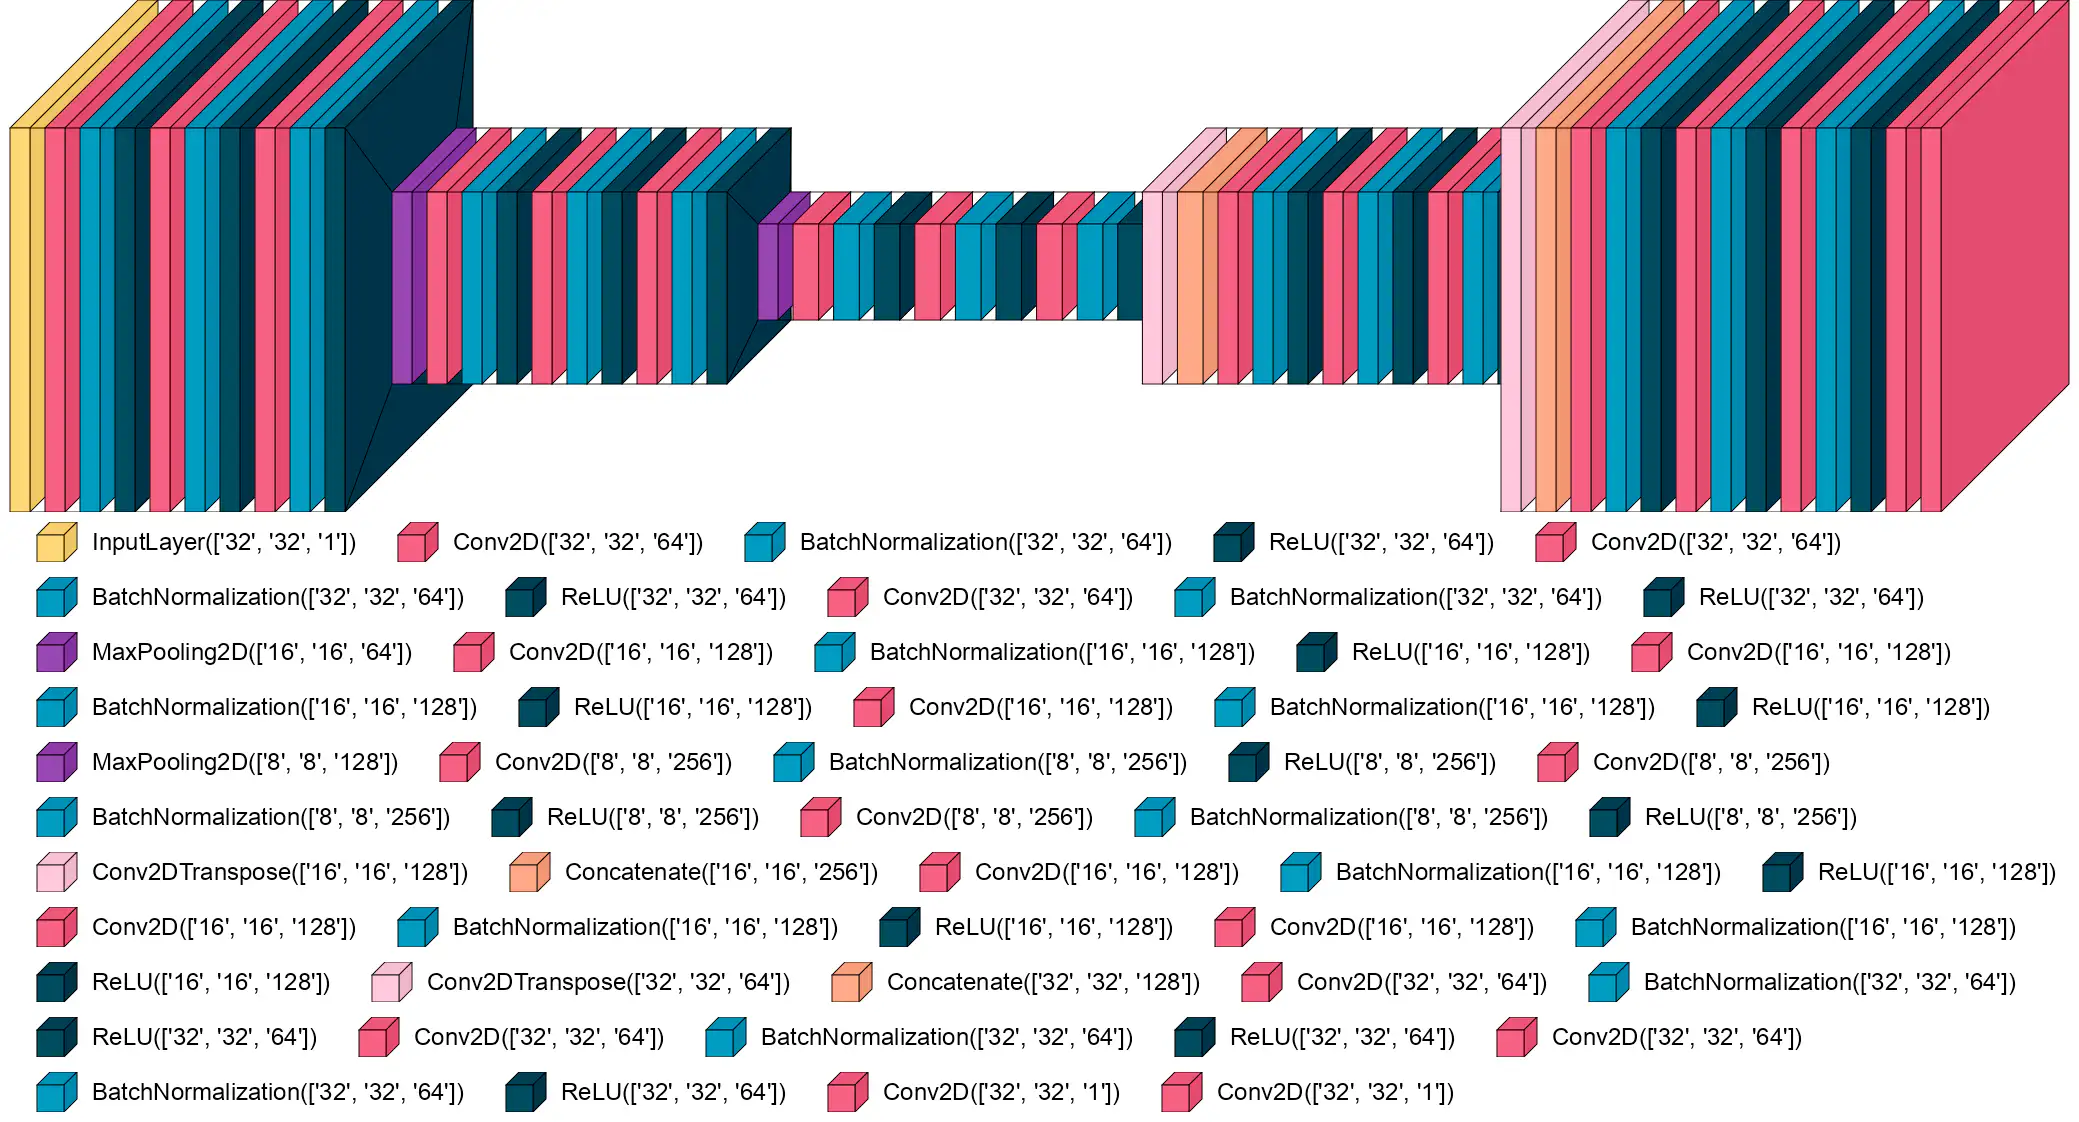 InputLayer(['32', '32', '1']) Conv2D(['32', '32', '64']) BatchNormalization(['32', '32', '64']) ReLU(['32', '32', '64']) Conv2D(['32', '32', '64'])
BatchNormalization(['32', '32', '64']) ReLU(['32', '32', '64']) Conv2D(['32', '32', '64']) BatchNormalization(['32', '32', '64']) ReLU(['32', '32', '64'])
MaxPooling2D(['16', '16', '64']) Conv2D(['16', '16', '128']) BatchNormalization(['16', '16', '128']) ReLU(['16', '16', '128']) Conv2D(['16', '16', '128'])
BatchNormalization(['16', '16', '128']) ReLU(['16', '16', '128']) Conv2D(['16', '16', '128']) BatchNormalization(['16', '16', '128']) ReLU(['16', '16', '128'])
MaxPooling2D(['8', '8', '128']) Conv2D(['8', '8', '256']) BatchNormalization(['8', '8', '256']) ReLU(['8', '8', '256']) Conv2D(['8', '8', '256'])
BatchNormalization(['8', '8', '256']) ReLU(['8', '8', '256']) Conv2D(['8', '8', '256']) BatchNormalization(['8', '8', '256']) ReLU(['8', '8', '256'])
Conv2DTranspose(['16', '16', '128']) Concatenate(['16', '16', '256']) Conv2D(['16', '16', '128']) BatchNormalization(['16', '16', '128']) ReLU(['16', '16', '128'])
Conv2D(['16', '16', '128']) BatchNormalization(['16', '16', '128']) ReLU(['16', '16', '128']) Conv2D(['16', '16', '128']) BatchNormalization(['16', '16', '128'])
ReLU(['16', '16', '128']) Conv2DTranspose(['32', '32', '64']) Concatenate(['32', '32', '128']) Conv2D(['32', '32', '64']) BatchNormalization(['32', '32', '64'])
ReLU(['32', '32', '64']) Conv2D(['32', '32', '64']) BatchNormalization(['32', '32', '64']) ReLU(['32', '32', '64']) Conv2D(['32', '32', '64'])
BatchNormalization(['32', '32', '64']) ReLU(['32', '32', '64']) Conv2D(['32', '32', '1']) Conv2D(['32', '32', '1'])